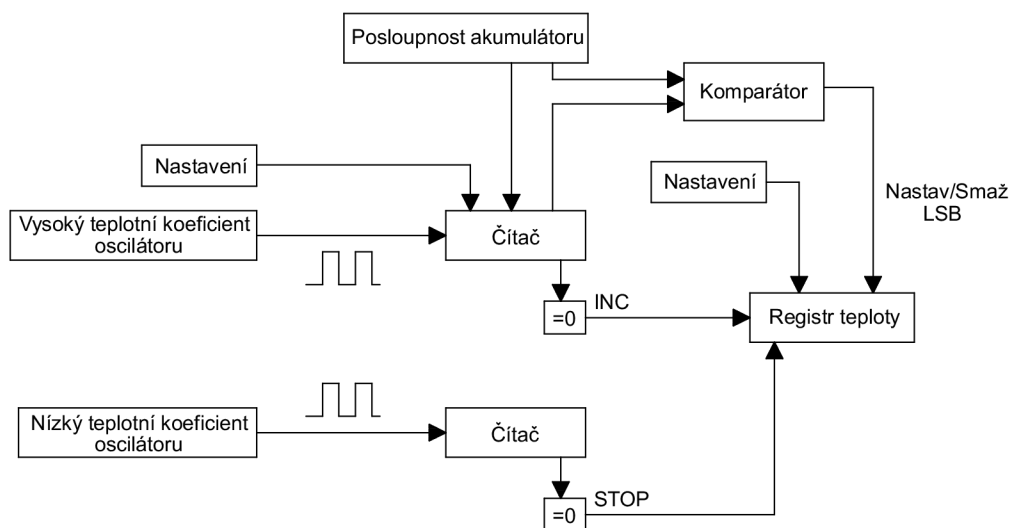 Posloupnost akumulátoru
Komparátor
Nastavení
Nastavení
Nastav/Smaž
LSB
Vysoký teplotní koeficient
oscilátoru
Čítač
=0
INC
Registr teploty
Nízký teplotní koeficient
oscilátoru
Čítač
=0
STOP